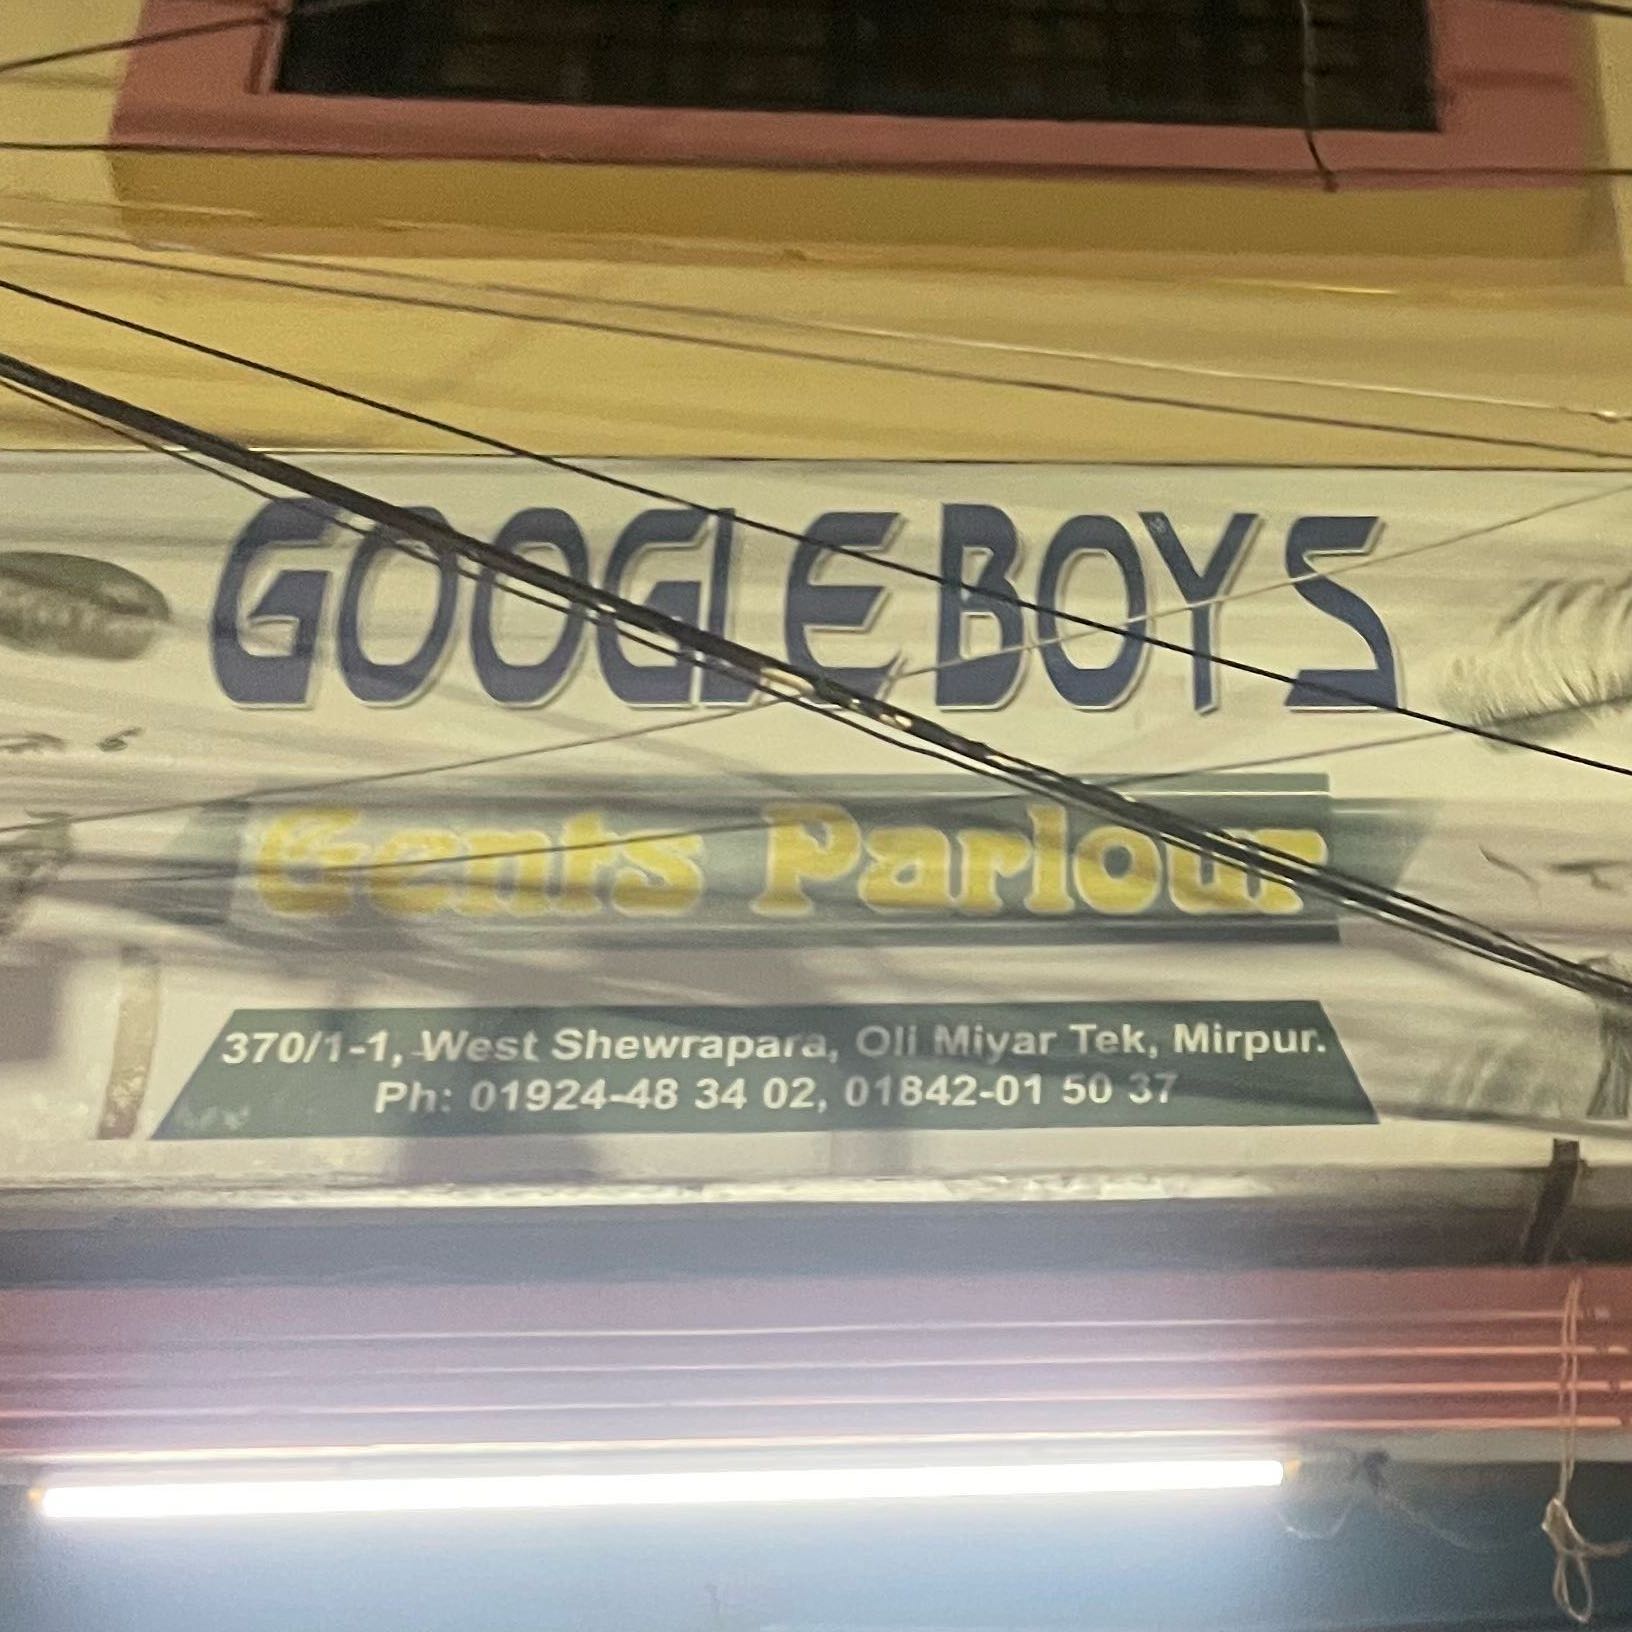 GOOGLE BOYS
Gents Parlour
370/1-1, West Shewrapara, Oli Miyar Tek, Mirpur.
Ph: 01924-48 34 02, 01842-01 50 37